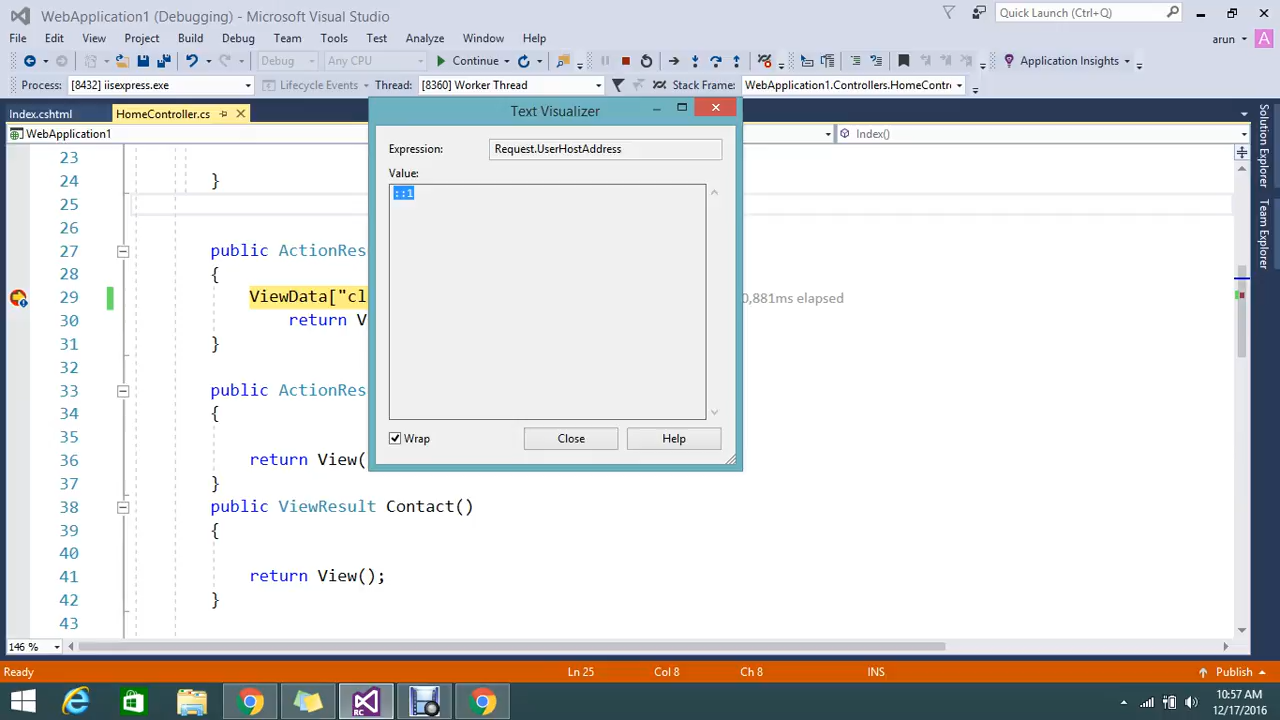 WebApplication1 (Debugging) - Microsoft Visual Studio
Quick Launch (Ctrl+Q)
File Edit View Project Build Debug Team Tools Test Analyze Window Help
arun A
Debug Any CPU Continue Application Insights
Process: [8432] iisexpress.exe Lifecycle Events Thread: [8360] Worker Thread Stack Frame: WebApplication1.Controllers.HomeContr
Index.cshtml HomeController.cs
WebApplication1 Index()
Text Visualizer
Expression: Request.UserHostAddress
Value:
::1
Wrap Close Help
23
24 }
25
26
27 public ActionRes
28 {
29 ViewData["cl 0,881ms elapsed
30 return V
31 }
32
33 public ActionRes
34 {
35
36 return View(
37 }
38 public ViewResult Contact()
39 {
40
41 return View();
42 }
43
Solution Explorer
Team Explorer
146 %
Ready Ln 25 Col 8 Ch 8 INS Publish
RC
10:57 AM
12/17/2016